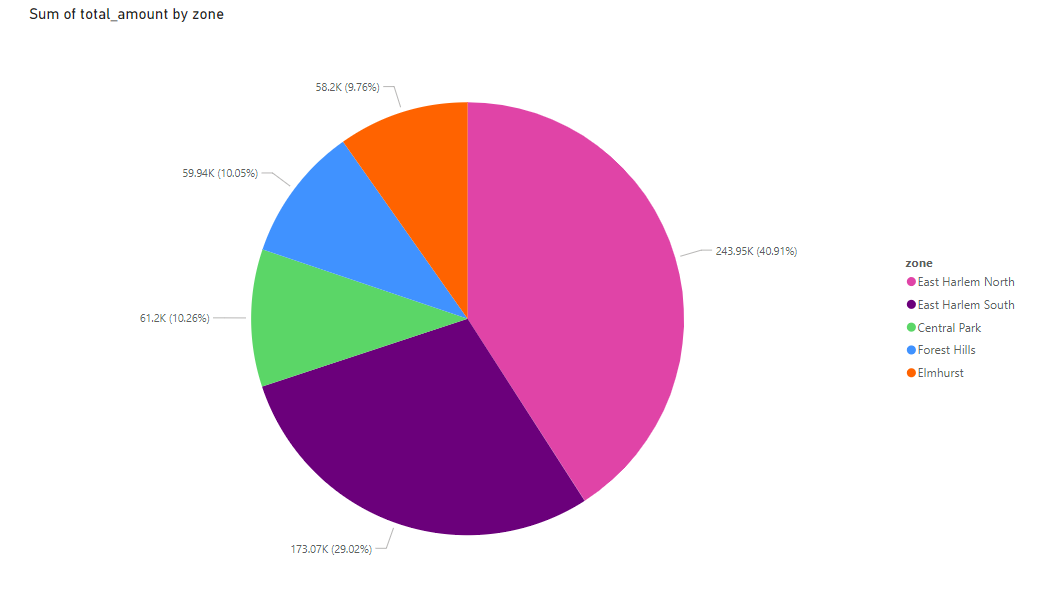 Sum of total_amount by zone
58.2K (9.76%)
59.94K (10.05%)
243.95K (40.91%)
61.2K (10.26%)
173.07K (29.02%)
zone
East Harlem North
East Harlem South
Central Park
Forest Hills
Elmhurst